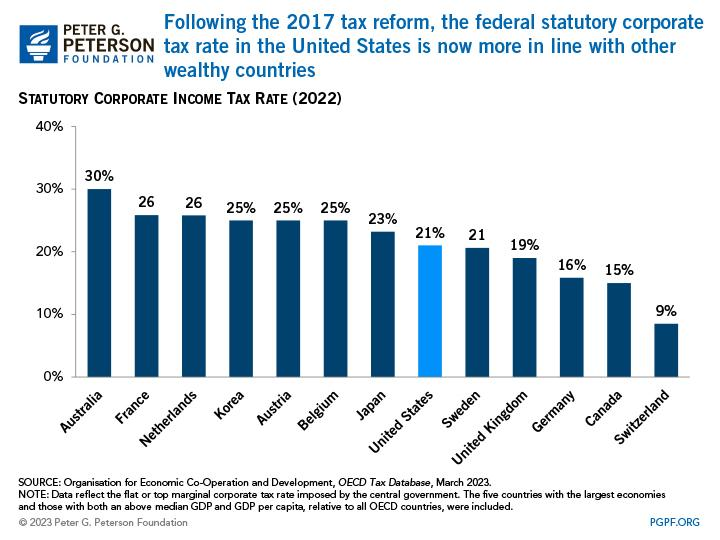 PETER G.
PETERSON
FOUNDATION
Following the 2017 tax reform, the federal statutory corporate
tax rate in the United States is now more in line with other
wealthy countries
STATUTORY CORPORATE INCOME TAX RATE (2022)
40%
30%
20%
10%
0%
30%
26
26
25%
25%
25%
23%
21%
21
19%
16%
15%
9%
Australia
France
Netherlands
Korea
Austria
Belgium
Japan
United States
Sweden
United Kingdom
Germany
Canada
Switzerland
SOURCE: Organisation for Economic Co-Operation and Development, OECD Tax Database, March 2023.
NOTE: Data reflect the flat or top marginal corporate tax rate imposed by the central government. The five countries with the largest economies
and those with both an above median GDP and GDP per capita, relative to all OECD countries, were included.
© 2023 Peter G. Peterson Foundation
PGPF.ORG